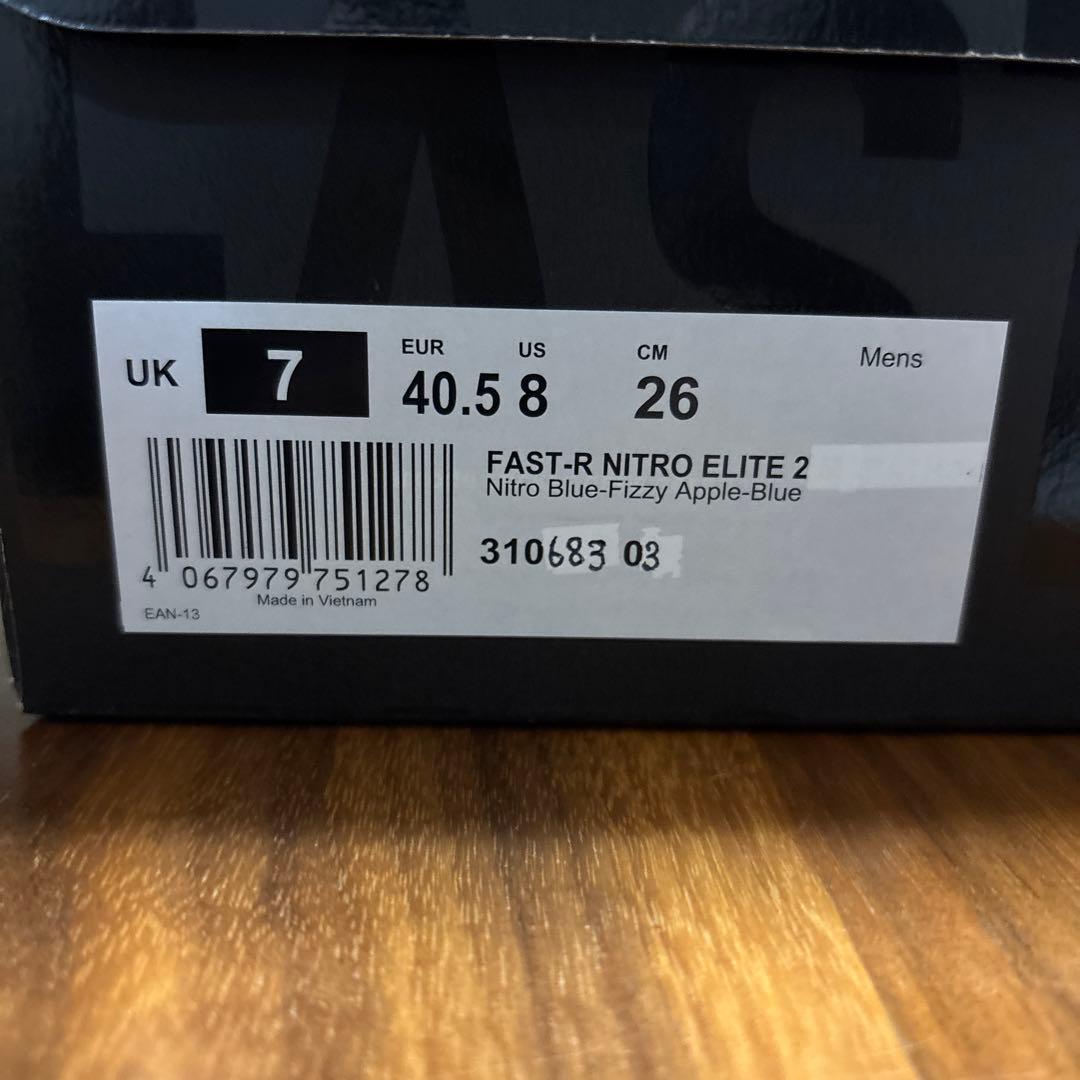 FAS
UK 7
EUR US CM Mens
40.5 8 26
FAST-R NITRO ELITE 2
Nitro Blue-Fizzy Apple-Blue
310683 03
4 067979 751278
Made in Vietnam
EAN-13